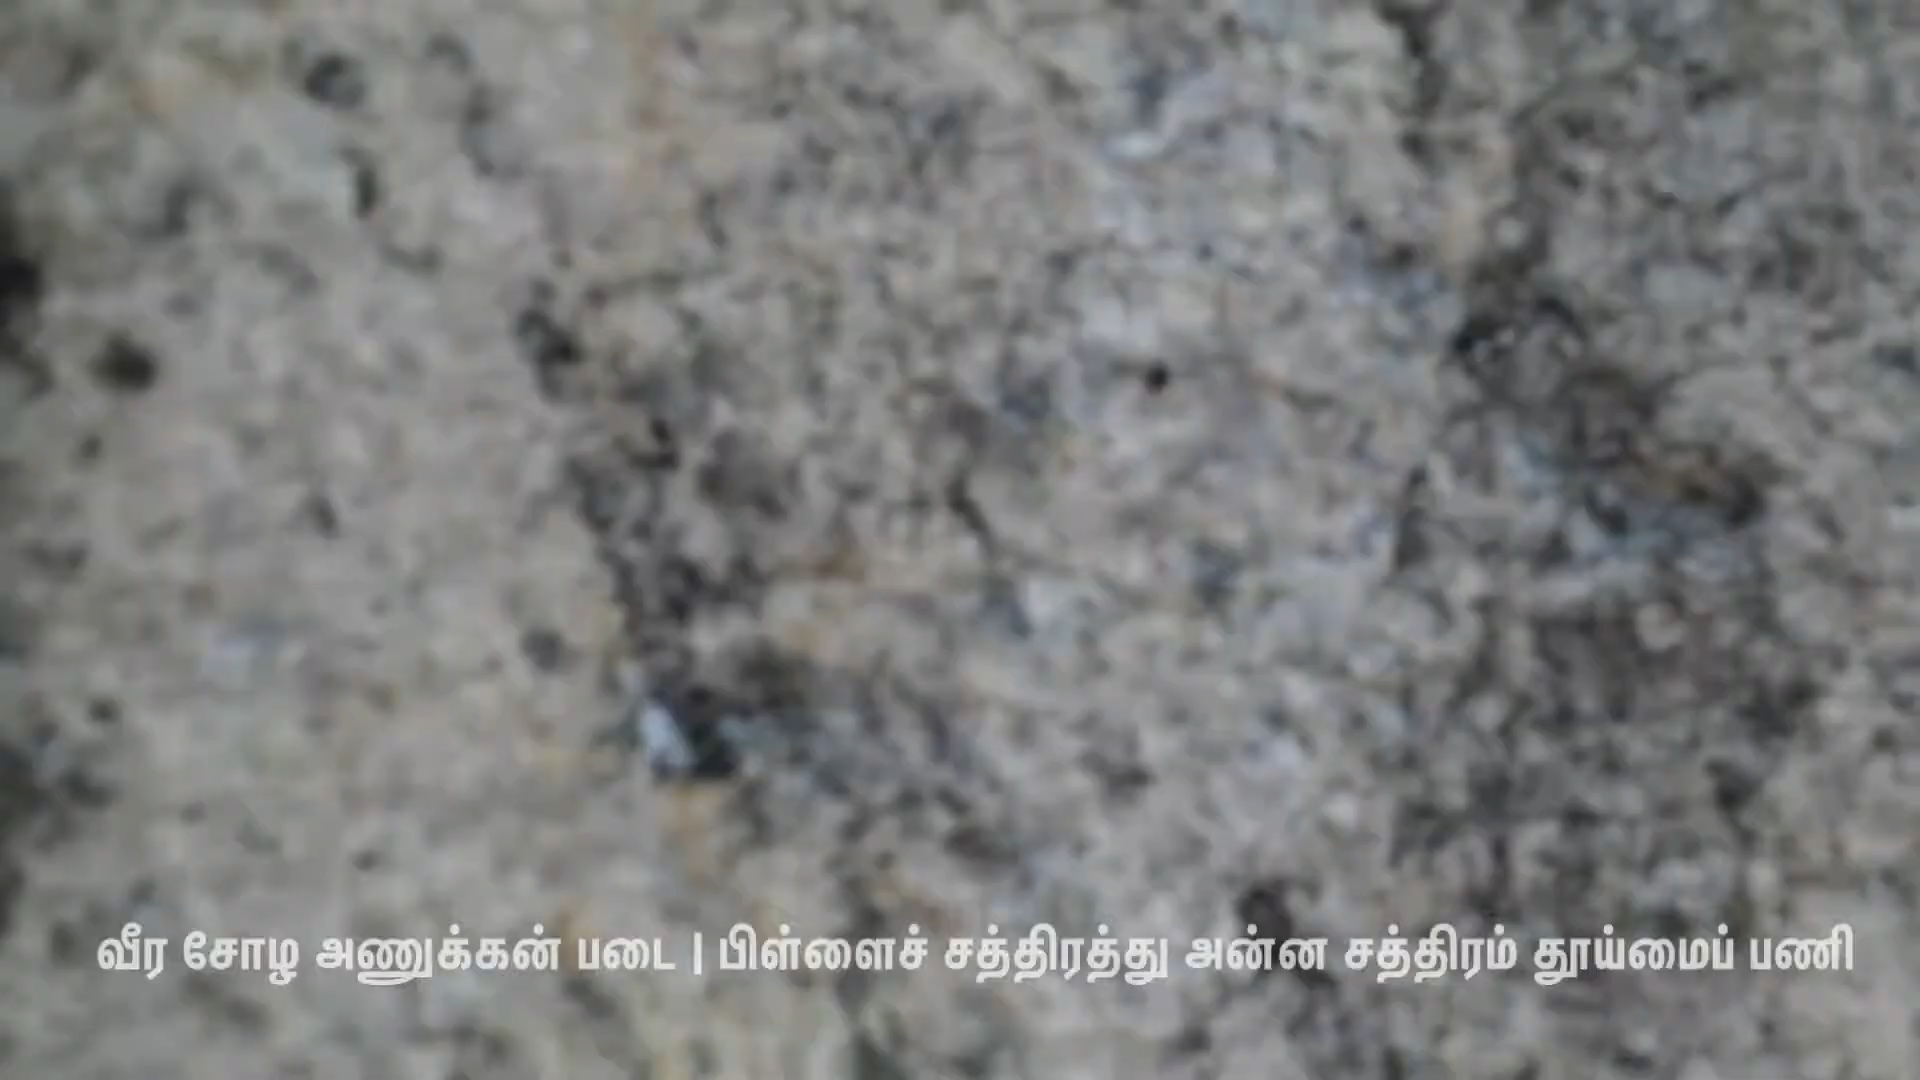 வீர சோழ அணுக்கன் படை | பிள்ளைச் சத்திரத்து அன்ன சத்திரம் தூய்மைப் பணி